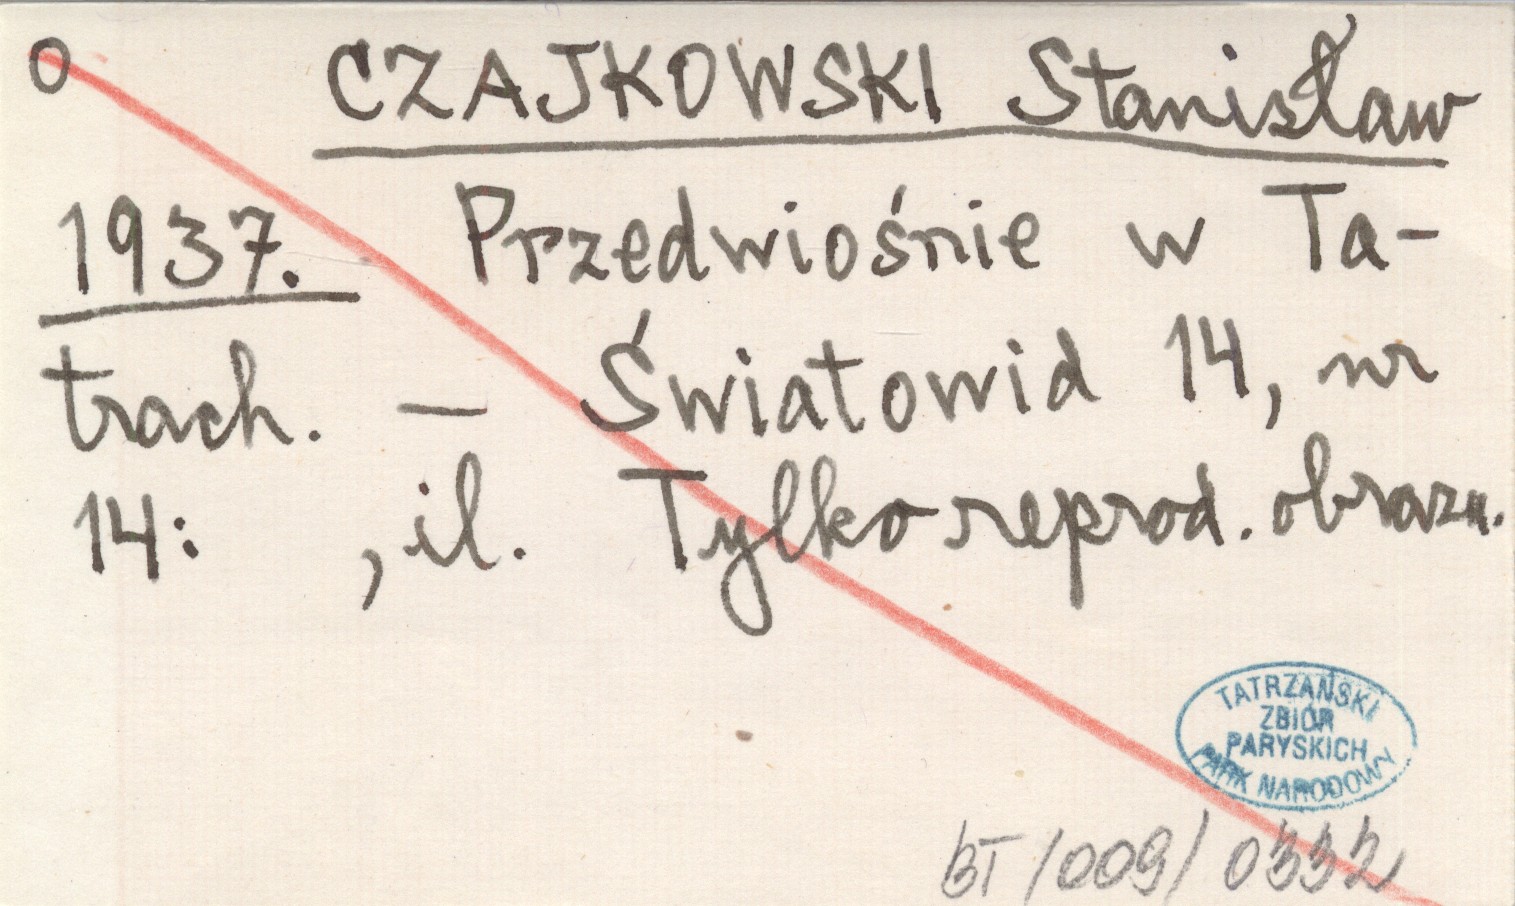 O CZAJKOWSKI Stanisław
1937. Przedwiośnie w Ta-
trach. — Światowid 14, nr
14: , il. Tylko reprod. obrazu.
TATRZAŃSKI
ZBIÓR
PARYSKICH
PARK NARODOWY
BT/009/0332